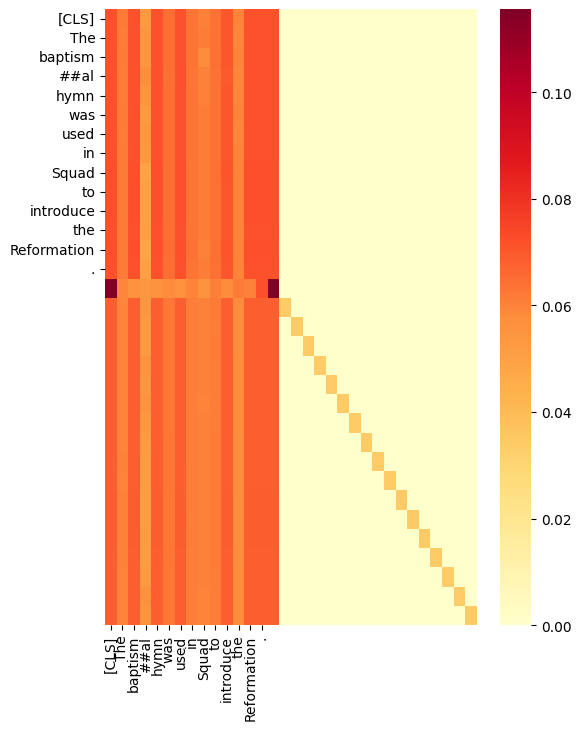 [CLS]
The
baptism
##al
hymn
was
used
in
Squad
to
introduce
the
Reformation
.
0.10
0.08
0.06
0.04
0.02
0.00
[CLS]
The
baptism
##al
hymn
was
used
in
Squad
to
introduce
the
Reformation
.